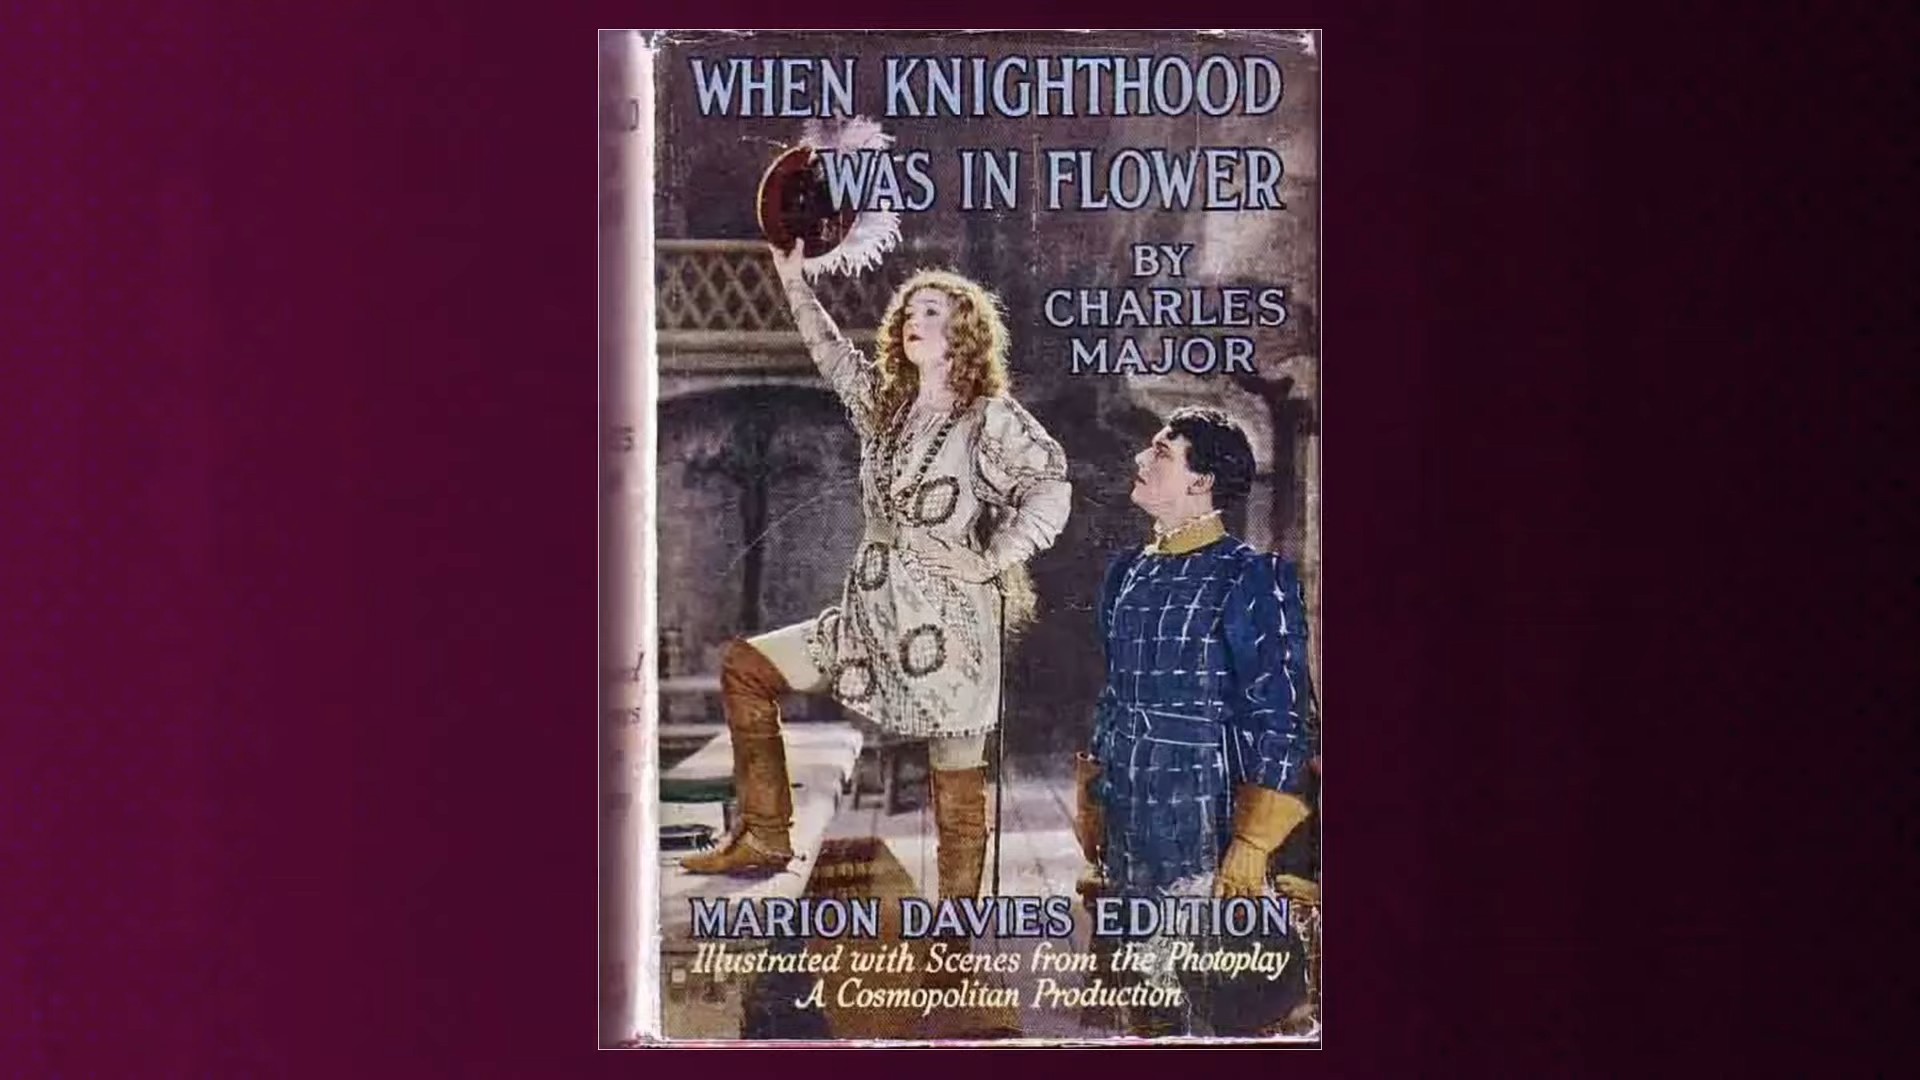 WHEN KNIGHTHOOD
WAS IN FLOWER
BY
CHARLES
MAJOR
MARION DAVIES EDITION
Illustrated with Scenes from the Photoplay
A Cosmopolitan Production